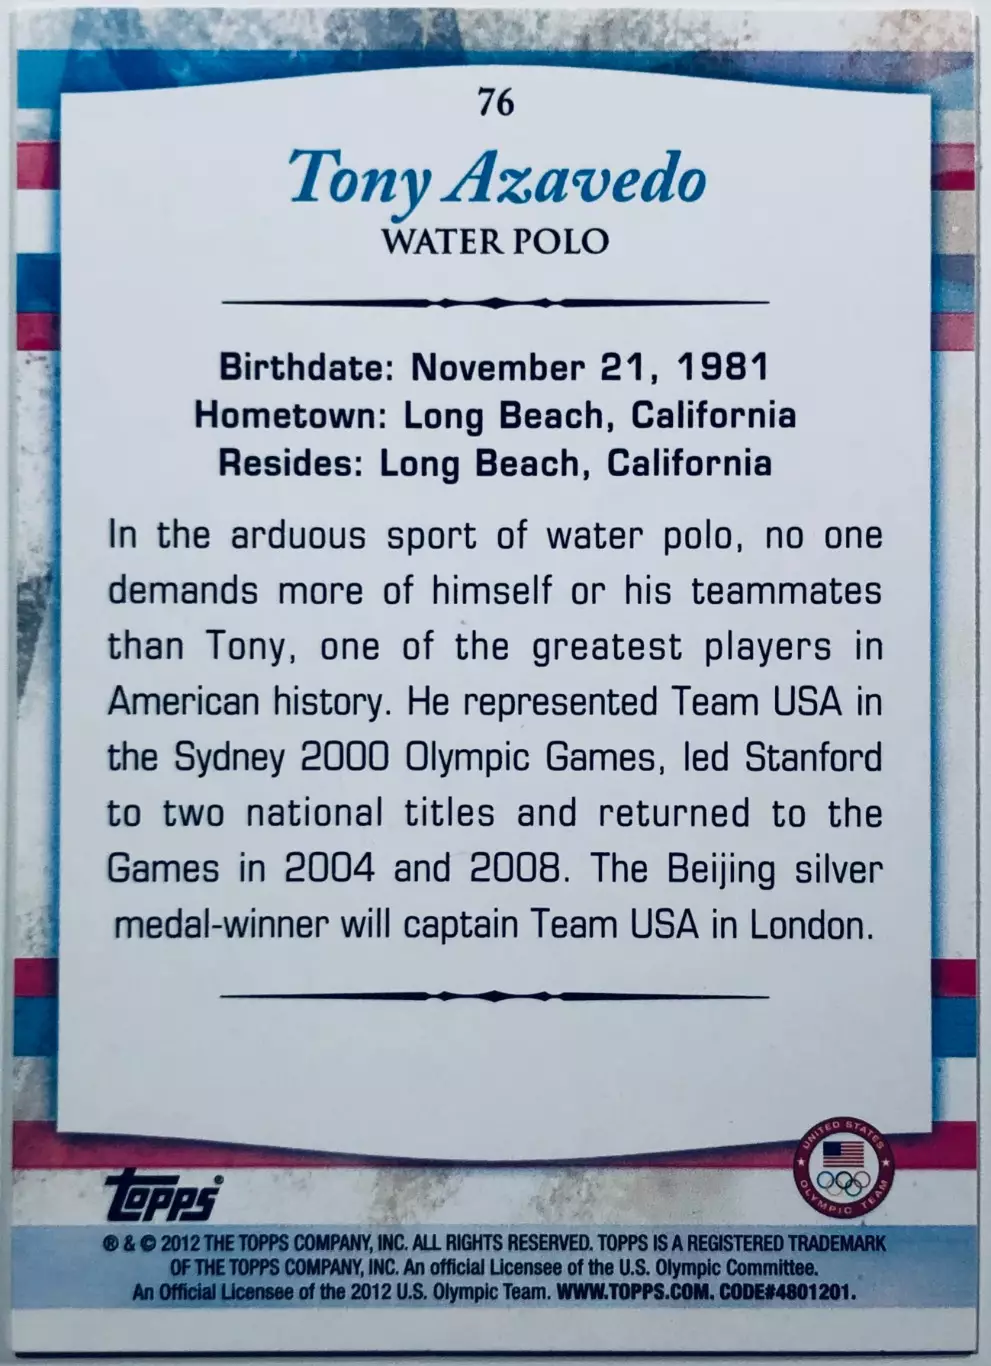 76
Tony Azavedo
WATER POLO
Birthdate: November 21, 1981
Hometown: Long Beach, California
Resides: Long Beach, California
In the arduous sport of water polo, no one
demands more of himself or his teammates
than Tony, one of the greatest players in
American history. He represented Team USA in
the Sydney 2000 Olympic Games, led Stanford
to two national titles and returned to the
Games in 2004 and 2008. The Beijing silver
medal-winner will captain Team USA in London.
UNITED STATES
OLYMPIC TEAM
Topps®
® & © 2012 THE TOPPS COMPANY, INC. ALL RIGHTS RESERVED. TOPPS IS A REGISTERED TRADEMARK
OF THE TOPPS COMPANY, INC. An official Licensee of the U.S. Olympic Committee.
An Official Licensee of the 2012 U.S. Olympic Team. WWW.TOPPS.COM. CODE#4801201.